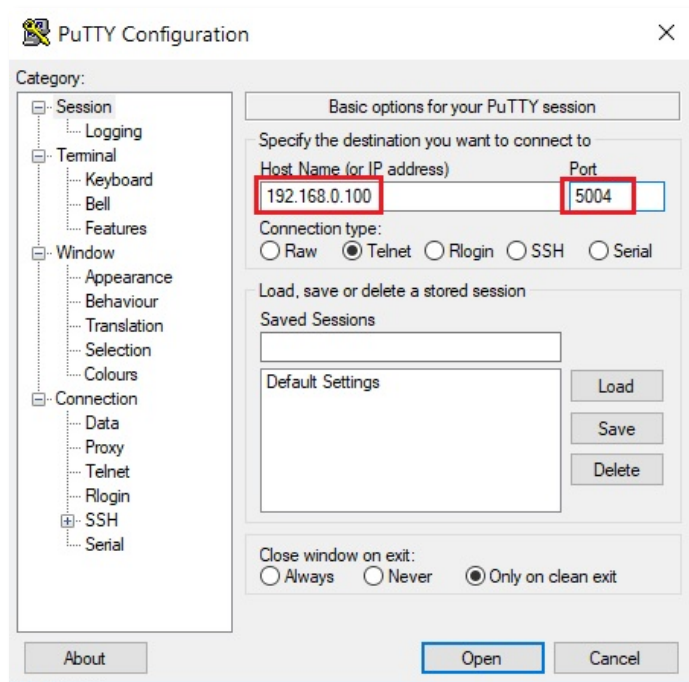 PuTTY Configuration
Category:
Session
Logging
Terminal
Keyboard
Bell
Features
Window
Appearance
Behaviour
Translation
Selection
Colours
Connection
Data
Proxy
Telnet
Rlogin
SSH
Serial
Basic options for your PuTTY session
Specify the destination you want to connect to
Host Name (or IP address) Port
192.168.0.100 5004
Connection type:
Raw Telnet Rlogin SSH Serial
Load, save or delete a stored session
Saved Sessions
Default Settings
Load
Save
Delete
Close window on exit:
Always Never Only on clean exit
About Open Cancel